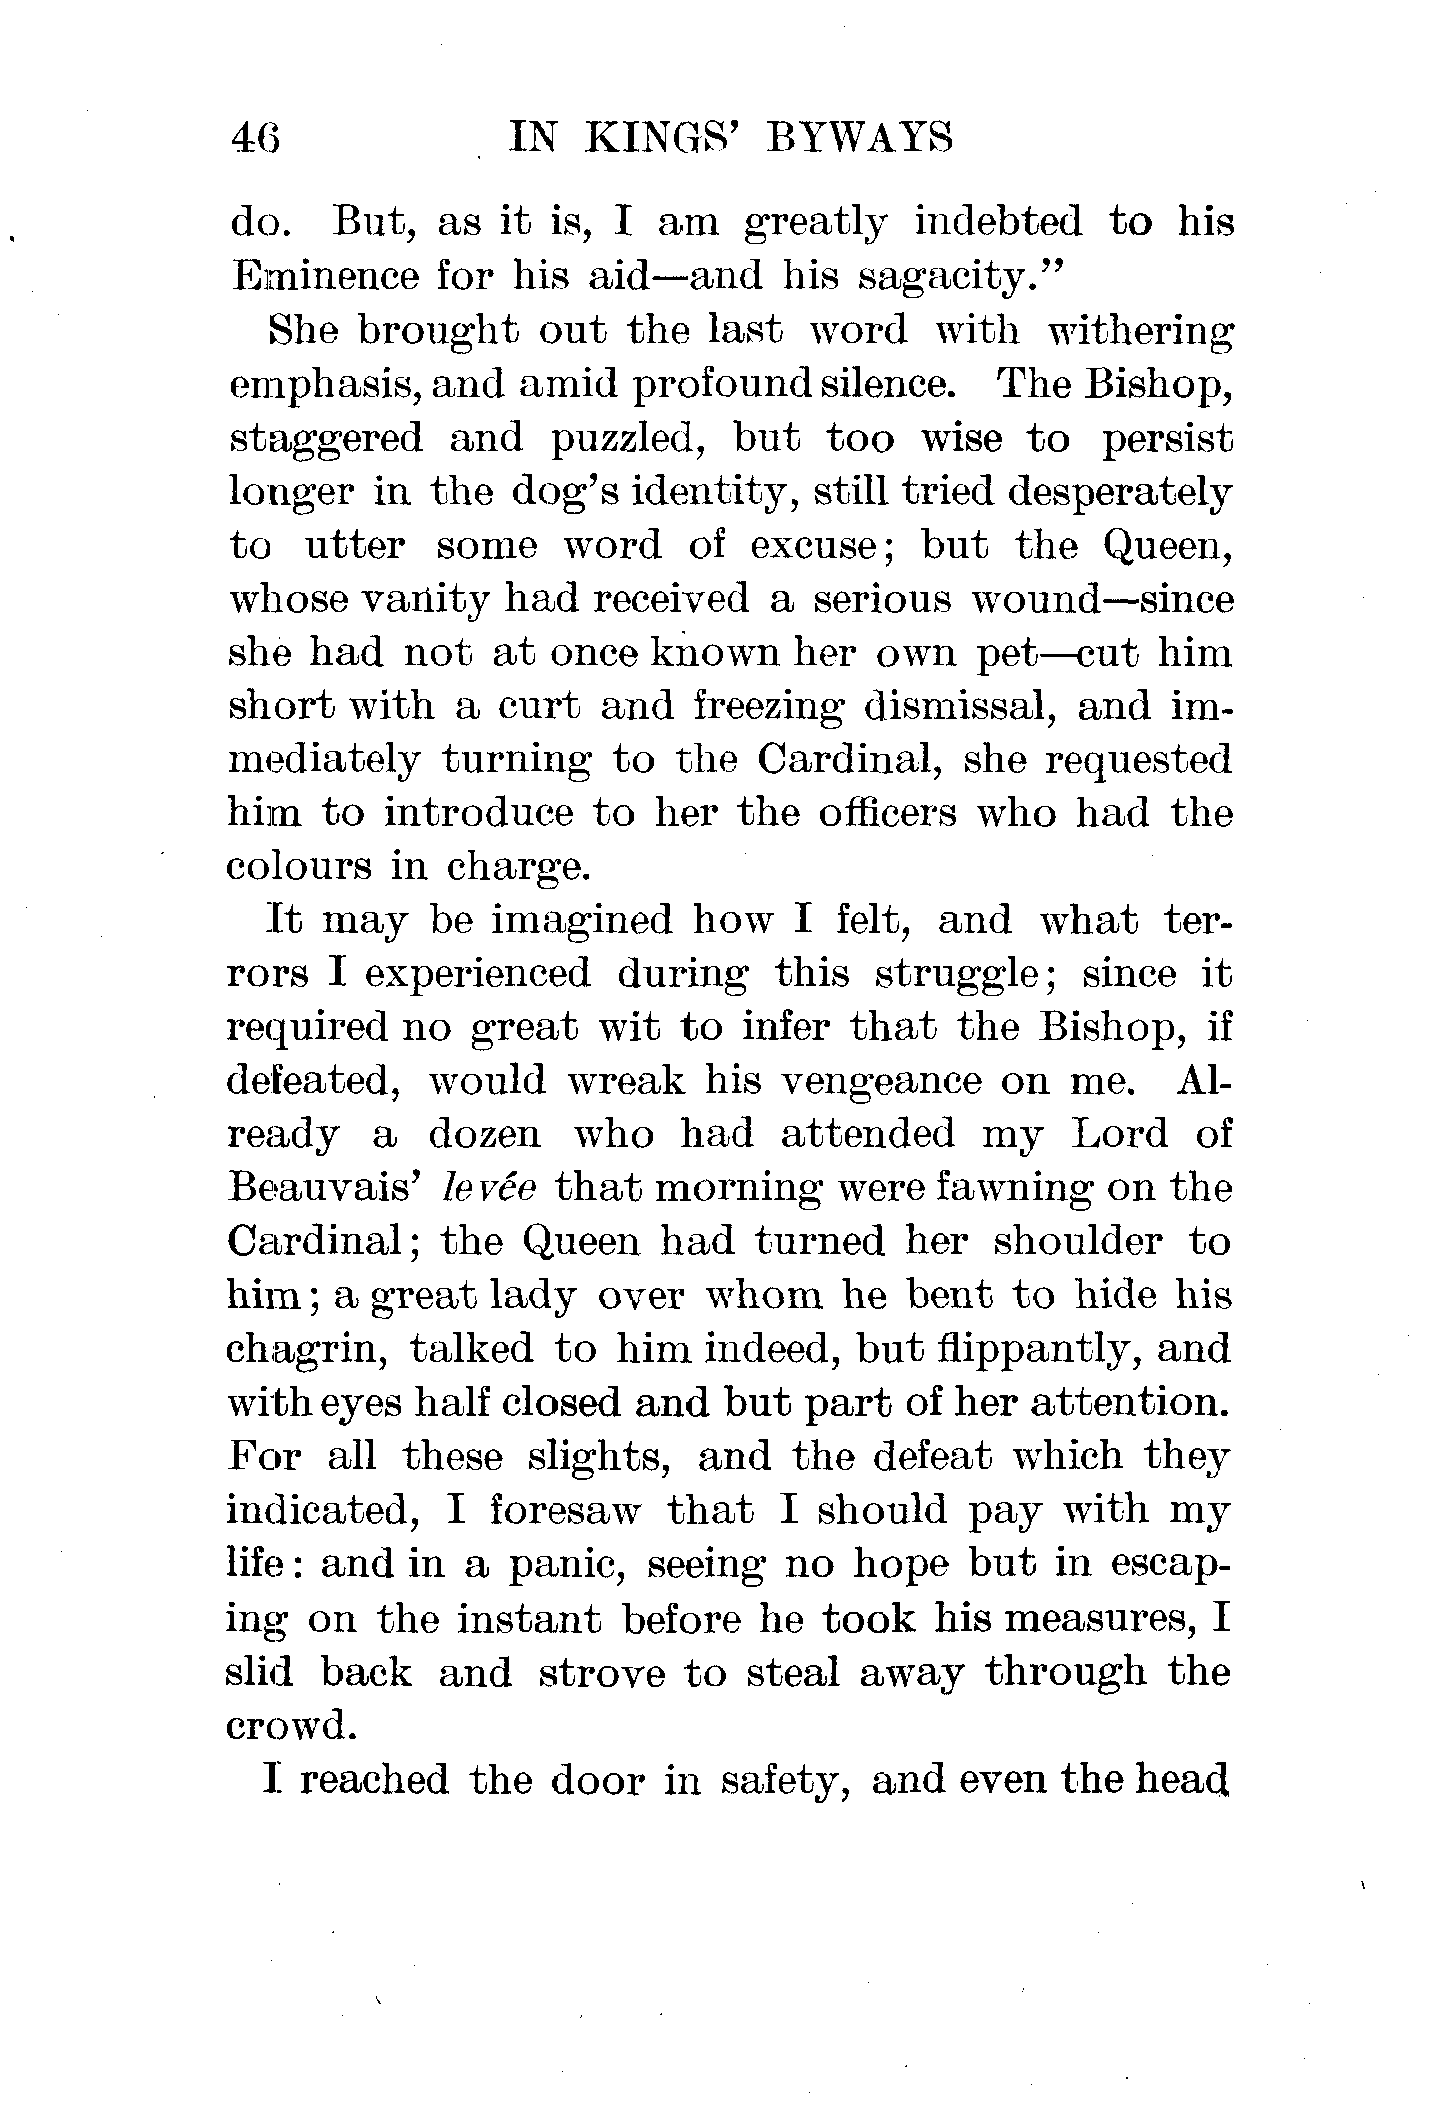 46 IN KINGS' BYWAYS
do. But, as it is, I am greatly indebted to his
Eminence for his aid—and his sagacity.”
She brought out the last word with withering
emphasis, and amid profound silence. The Bishop,
staggered and puzzled, but too wise to persist
longer in the dog’s identity, still tried desperately
to utter some word of excuse; but the Queen,
whose vanity had received a serious wound—since
she had not at once known her own pet—cut him
short with a curt and freezing dismissal, and im-
mediately turning to the Cardinal, she requested
him to introduce to her the officers who had the
colours in charge.
It may be imagined how I felt, and what ter-
rors I experienced during this struggle; since it
required no great wit to infer that the Bishop, if
defeated, would wreak his vengeance on me. Al-
ready a dozen who had attended my Lord of
Beauvais’ levée that morning were fawning on the
Cardinal; the Queen had turned her shoulder to
him; a great lady over whom he bent to hide his
chagrin, talked to him indeed, but flippantly, and
with eyes half closed and but part of her attention.
For all these slights, and the defeat which they
indicated, I foresaw that I should pay with my
life: and in a panic, seeing no hope but in escap-
ing on the instant before he took his measures, I
slid back and strove to steal away through the
crowd.
I reached the door in safety, and even the head